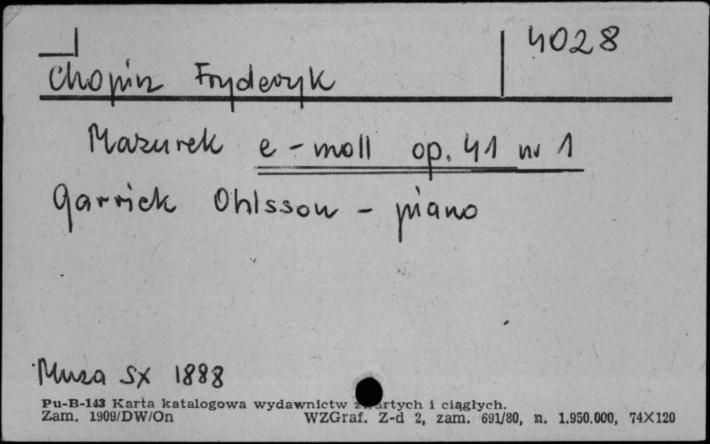 4028
Chopin Fryderyk
Mazurek e-moll op. 41 nr 1
Garrick Ohlsson - piano
Muza SX 1888
Pu-B-143 Karta katalogowa wydawnictw zwartych i ciągłych.
Zam. 1909/DW/On WZGraf. Z-d 2, zam. 691/80, n. 1.950.000, 74X120